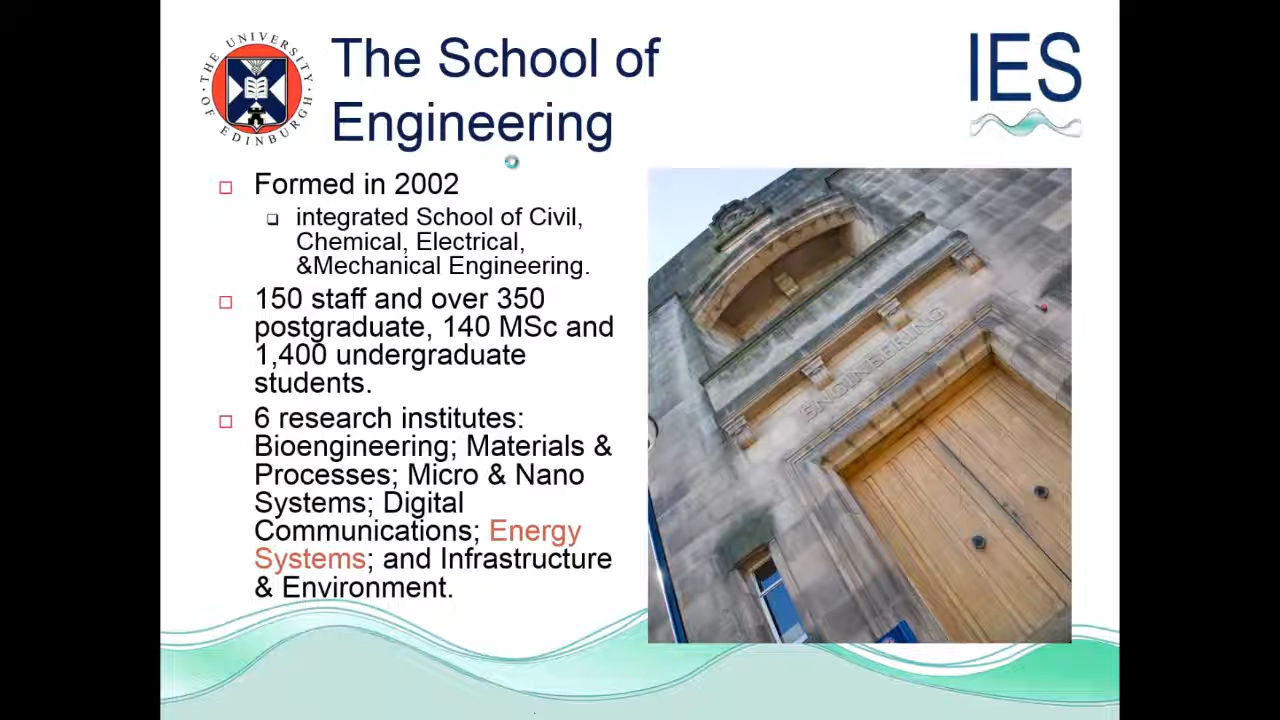 THE UNIVERSITY OF EDINBURGH
The School of
Engineering
IES
Formed in 2002
integrated School of Civil,
Chemical, Electrical,
&Mechanical Engineering.
150 staff and over 350
postgraduate, 140 MSc and
1,400 undergraduate
students.
6 research institutes:
Bioengineering; Materials &
Processes; Micro & Nano
Systems; Digital
Communications; Energy
Systems; and Infrastructure
& Environment.
ENGINEERING